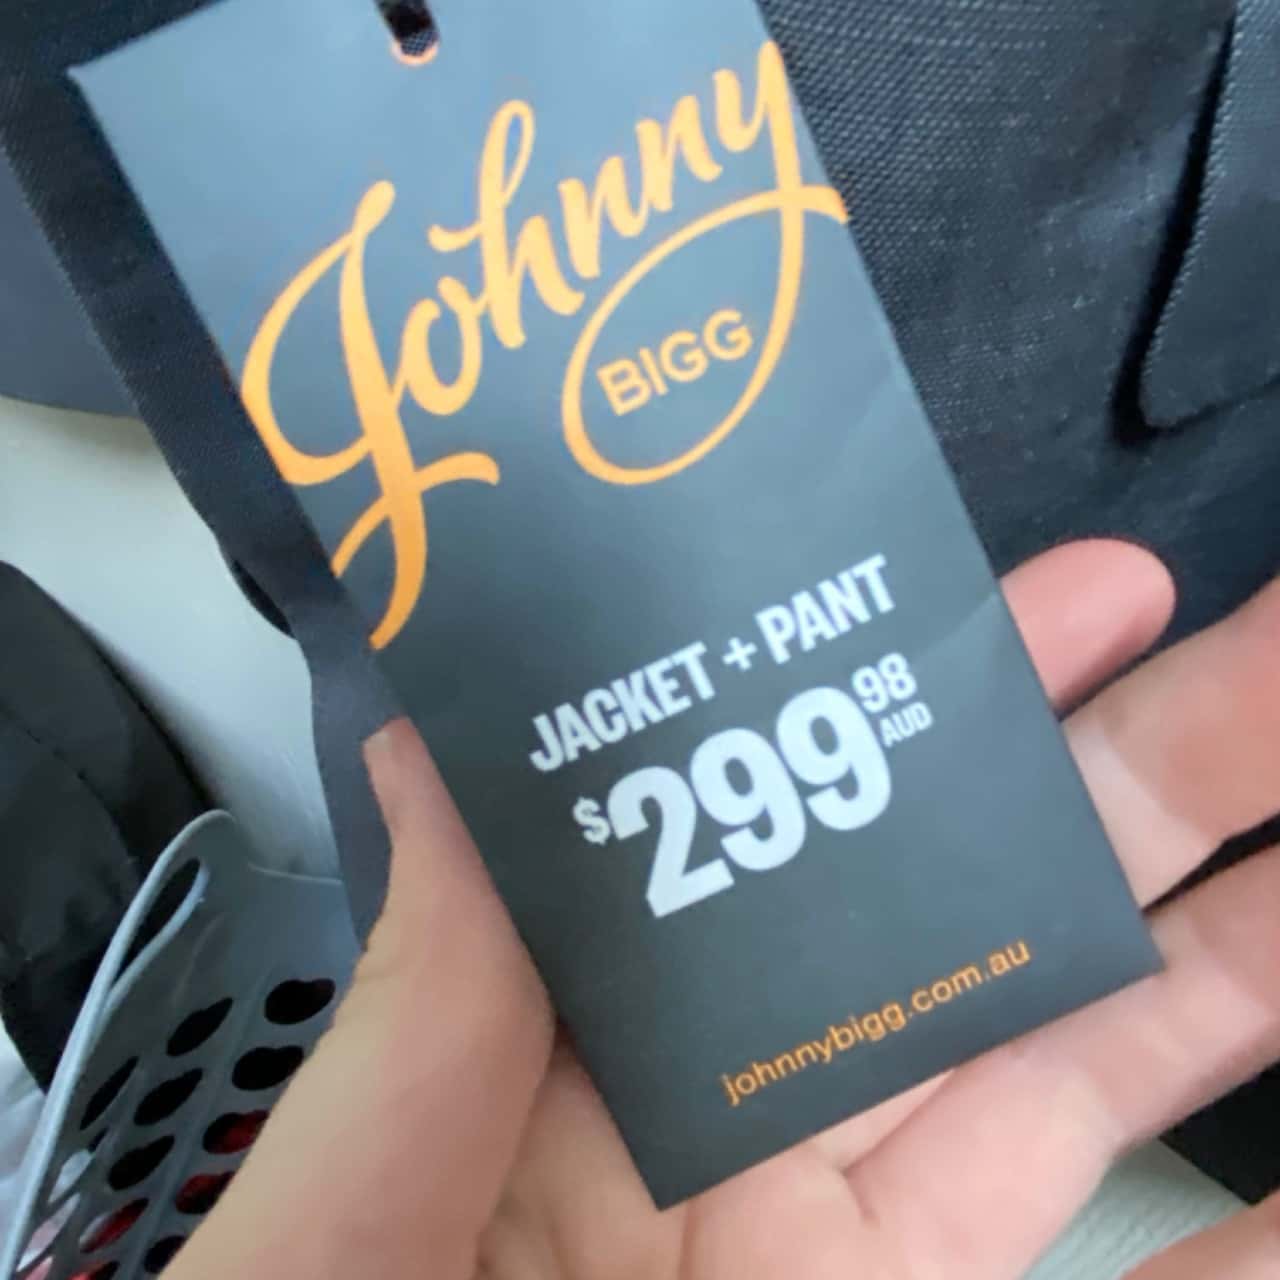 Johnny
BIGG
JACKET + PANT
$299 98
AUD
johnnybigg.com.au